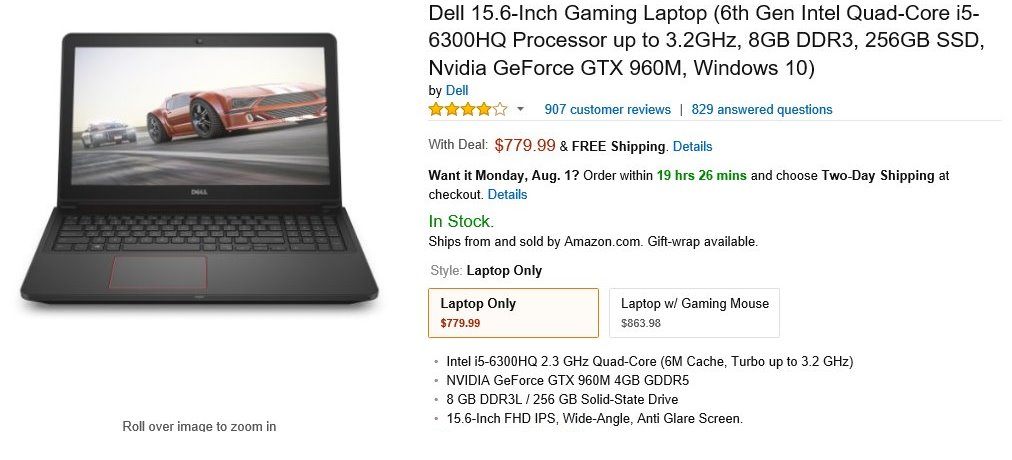 Dell 15.6-Inch Gaming Laptop (6th Gen Intel Quad-Core i5-
6300HQ Processor up to 3.2GHz, 8GB DDR3, 256GB SSD,
Nvidia GeForce GTX 960M, Windows 10)
by Dell
907 customer reviews | 829 answered questions
With Deal: $779.99 & FREE Shipping. Details
Want it Monday, Aug. 1? Order within 19 hrs 26 mins and choose Two-Day Shipping at
checkout. Details
In Stock.
Ships from and sold by Amazon.com. Gift-wrap available.
Style: Laptop Only
Laptop Only
$779.99
Laptop w/ Gaming Mouse
$863.98
• Intel i5-6300HQ 2.3 GHz Quad-Core (6M Cache, Turbo up to 3.2 GHz)
• NVIDIA GeForce GTX 960M 4GB GDDR5
• 8 GB DDR3L / 256 GB Solid-State Drive
• 15.6-Inch FHD IPS, Wide-Angle, Anti Glare Screen.
DELL
Roll over image to zoom in